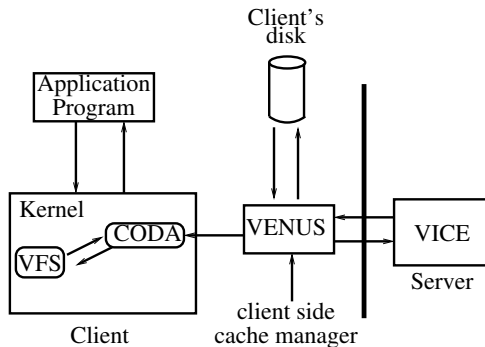 Client's
disk
Application
Program
Kernel
CODA
VFS
VENUS
VICE
Server
client side
cache manager
Client